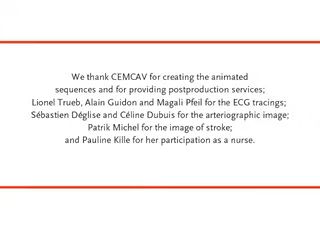 We thank CEMCAV for creating the animated
sequences and for providing postproduction services;
Lionel Trueb, Alain Guidon and Magali Pfeil for the ECG tracings;
Sébastien Déglise and Céline Dubuis for the arteriographic image;
Patrik Michel for the image of stroke;
and Pauline Kille for her participation as a nurse.